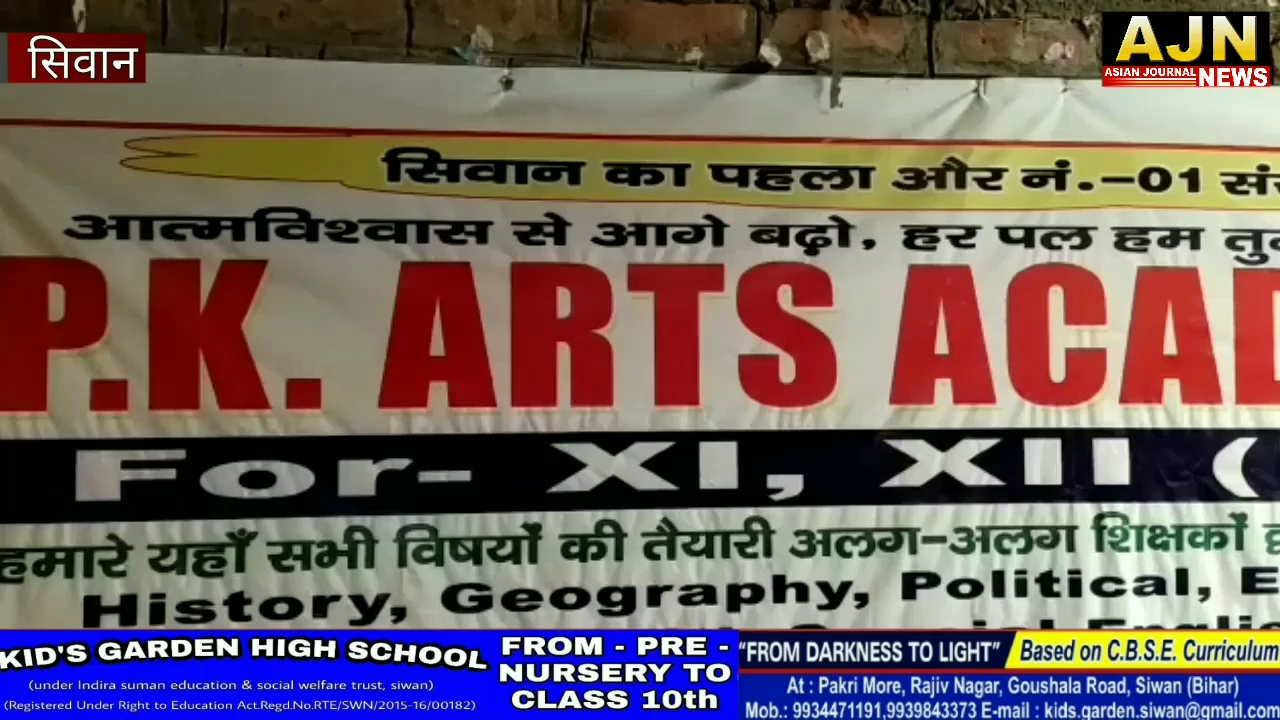 सिवान
AJN
ASIAN JOURNAL NEWS
सिवान का पहला और नं.-01
आत्मविश्वास से आगे बढ़ो, हर पल हम
P.K. ARTS
For- XI, XII (
हमारे यहाँ सभी विषयों की तैयारी अलग-अलग शिक्षकों
History, Geography, Political,
KID'S GARDEN HIGH SCHOOL
(under Indira suman education & social welfare trust, siwan)
(Registered Under Right to Education Act.Regd.No.RTE/SWN/2015-16/00182)
FROM - PRE -
NURSERY TO
CLASS 10th
"FROM DARKNESS TO LIGHT"
Based on C.B.S.E. Curriculum
At : Pakri More, Rajiv Nagar, Goushala Road, Siwan (Bihar)
Mob.: 9934471191,9939843373 E-mail : kids.garden.siwan@gmail.com